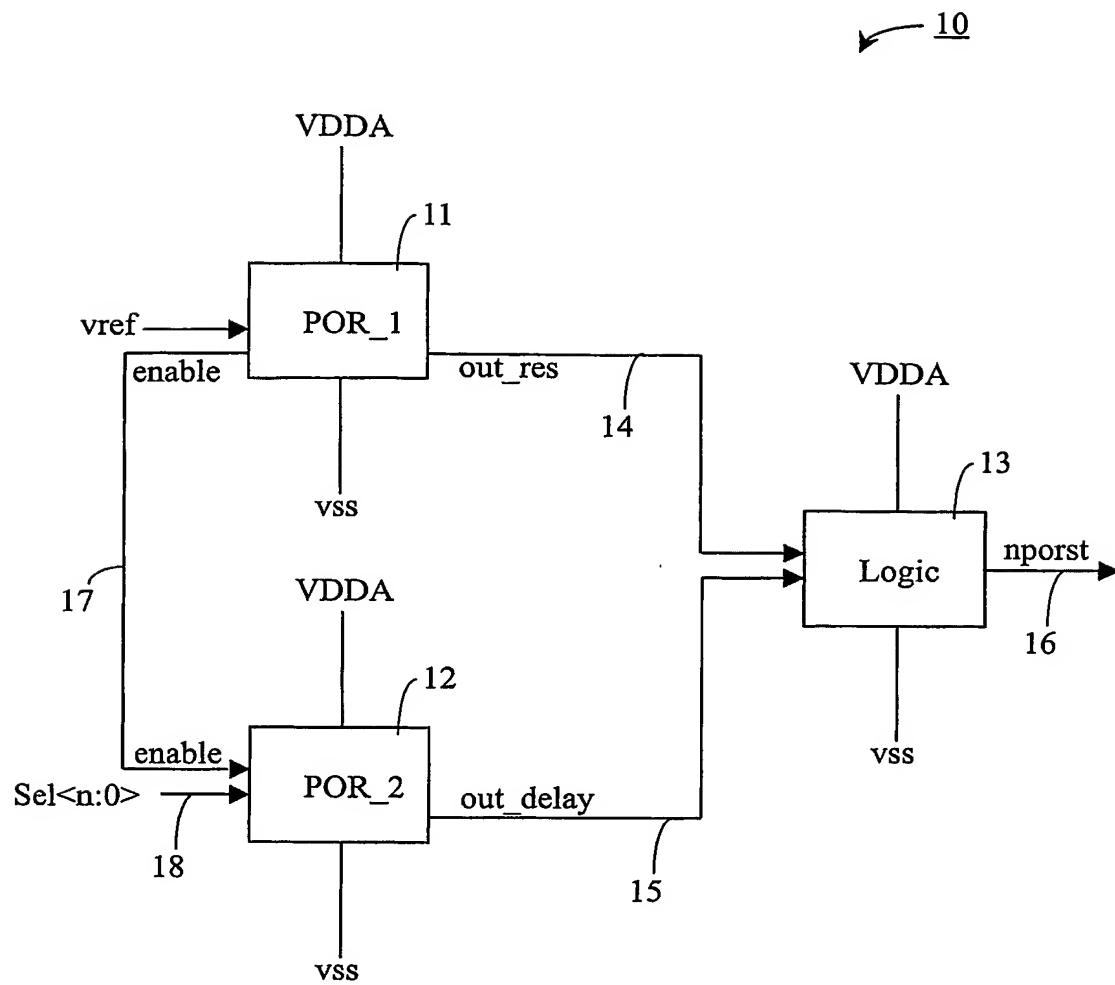 10
VDDA
11
vref
POR_1
enable
out_res
14
VDDA
vss
13
Logic
nporst
17
VDDA
16
12
enable
vss
Sel<n:0>
POR_2
out_delay
18
15
vss